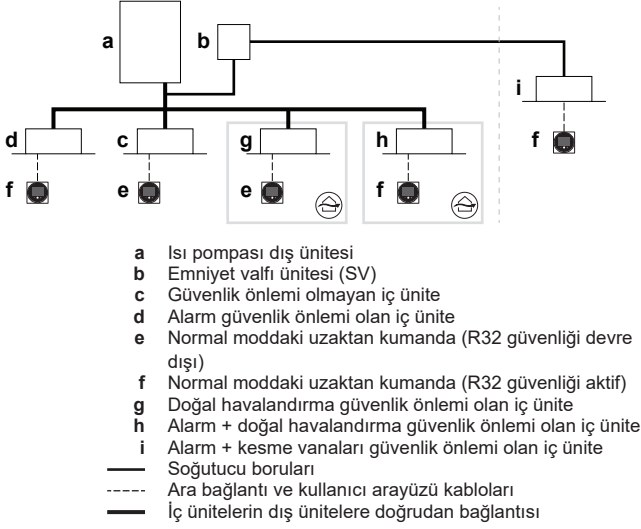 a b
i
d c g h f
f e e f
a Isı pompası dış ünitesi
b Emniyet valfı ünitesi (SV)
c Güvenlik önlemi olmayan iç ünite
d Alarm güvenlik önlemi olan iç ünite
e Normal moddaki uzaktan kumanda (R32 güvenliği devre
dışı)
f Normal moddaki uzaktan kumanda (R32 güvenliği aktif)
g Doğal havalandırma güvenlik önlemi olan iç ünite
h Alarm + doğal havalandırma güvenlik önlemi olan iç ünite
i Alarm + kesme vanaları güvenlik önlemi olan iç ünite
Soğutucu boruları
Ara bağlantı ve kullanıcı arayüzü kabloları
İç ünitelerin dış ünitelere doğrudan bağlantısı